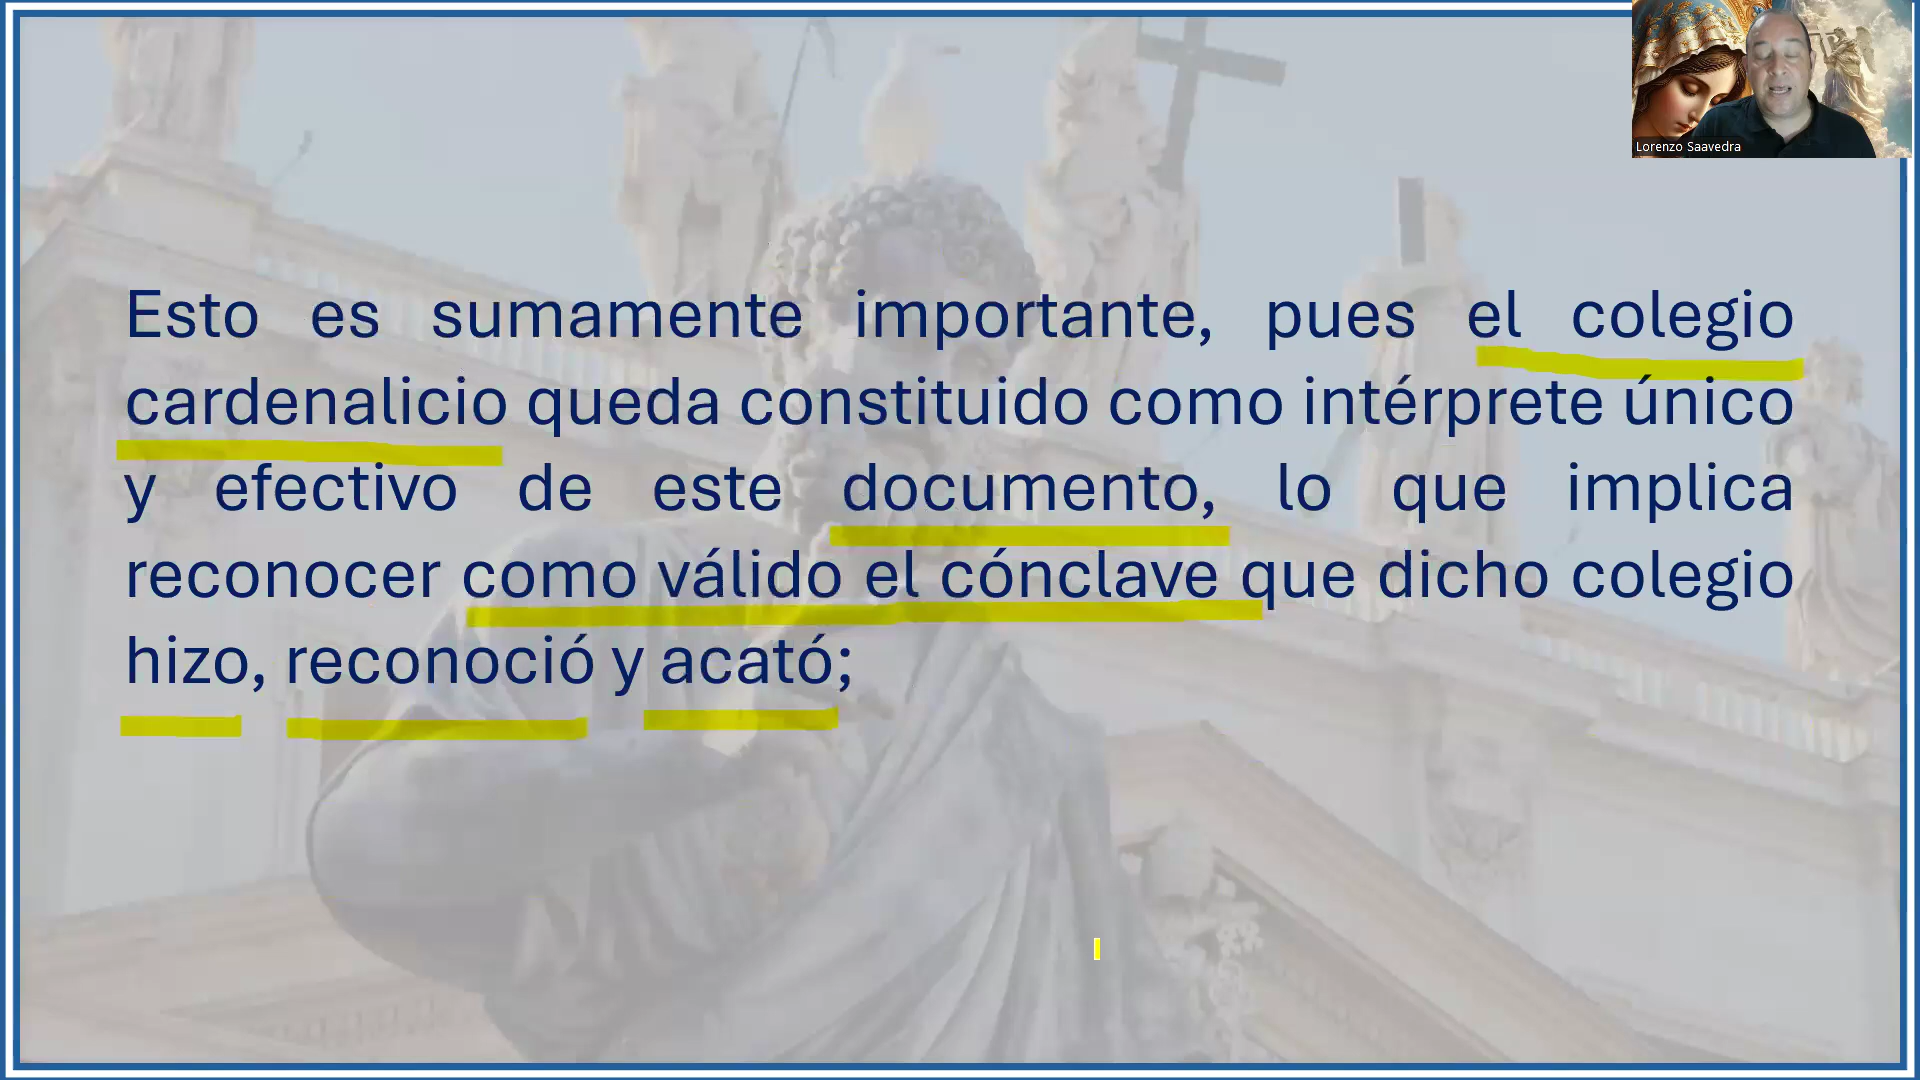 Lorenzo Saavedra
Esto es sumamente importante, pues el colegio
cardenalicio queda constituido como intérprete único
y efectivo de este documento, lo que implica
reconocer como válido el cónclave que dicho colegio
hizo, reconoció y acató;